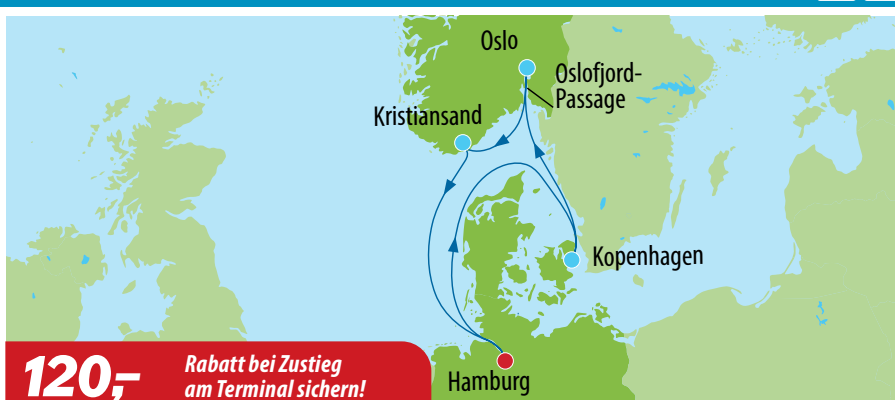 Oslo
Oslofjord-
Passage
Kristiansand
Kopenhagen
Hamburg
120,-
Rabatt bei Zustieg
am Terminal sichern!